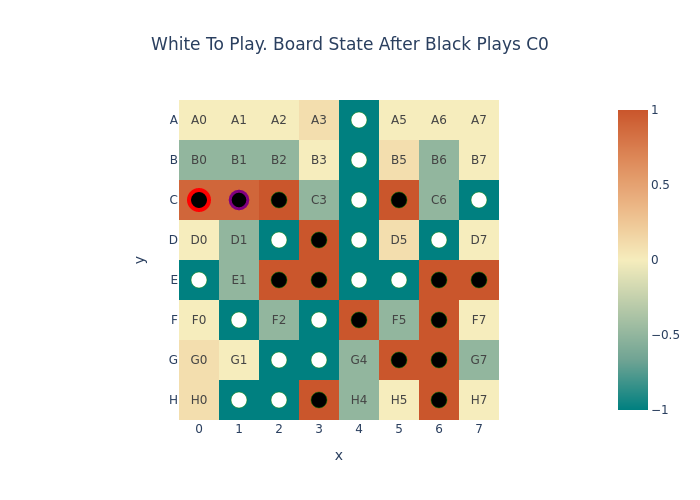 White To Play. Board State After Black Plays C0
A A0 A1 A2 A3 A5 A6 A7
B B0 B1 B2 B3 B5 B6 B7
C C3 C6
D D0 D1 D5 D7
E E1
F F0 F2 F5 F7
G G0 G1 G4 G7
H H0 H4 H5 H7
0 1 2 3 4 5 6 7
x
y
1
0.5
0
−0.5
−1